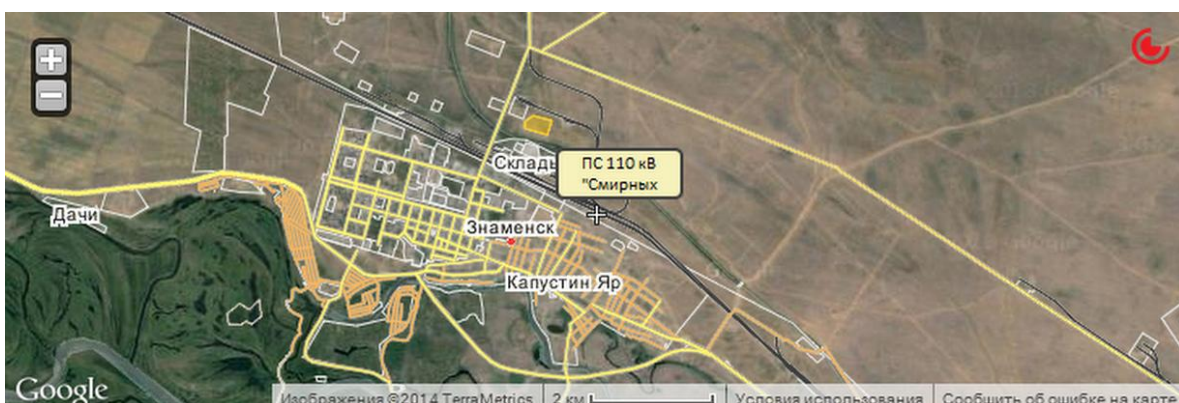 Склады
ПС 110 кВ
"Смирных
Дачи
Знаменск
Капустин Яр
Google
Изображения ©2014 TerraMetrics
2 км
Условия использования
Сообщить об ошибке на карте